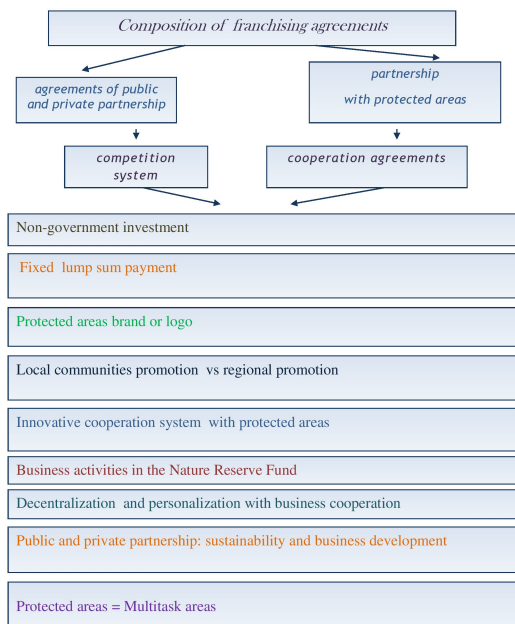 Composition of franchising agreements
agreements of public
and private partnership
partnership
with protected areas
competition
system
cooperation agreements
Non-government investment
Fixed lump sum payment
Protected areas brand or logo
Local communities promotion vs regional promotion
Innovative cooperation system with protected areas
Business activities in the Nature Reserve Fund
Decentralization and personalization with business cooperation
Public and private partnership: sustainability and business development
Protected areas = Multitask areas